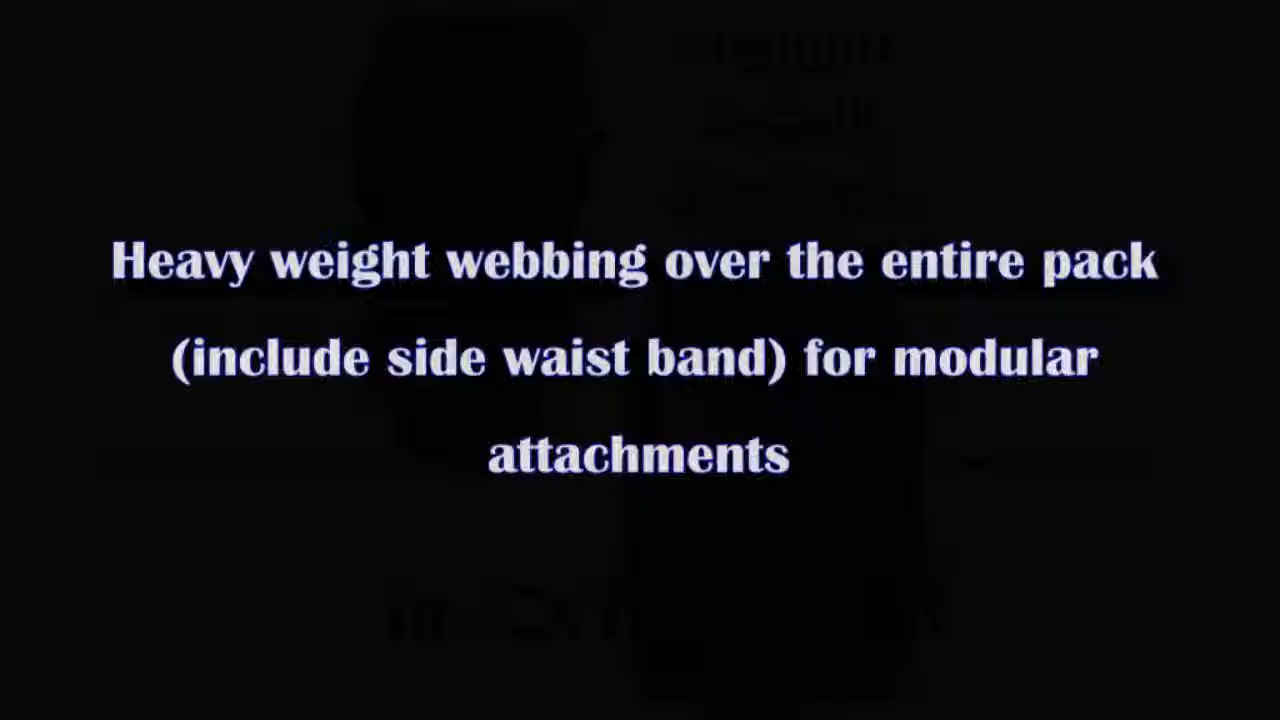 Heavy weight webbing over the entire pack
(include side waist band) for modular
attachments